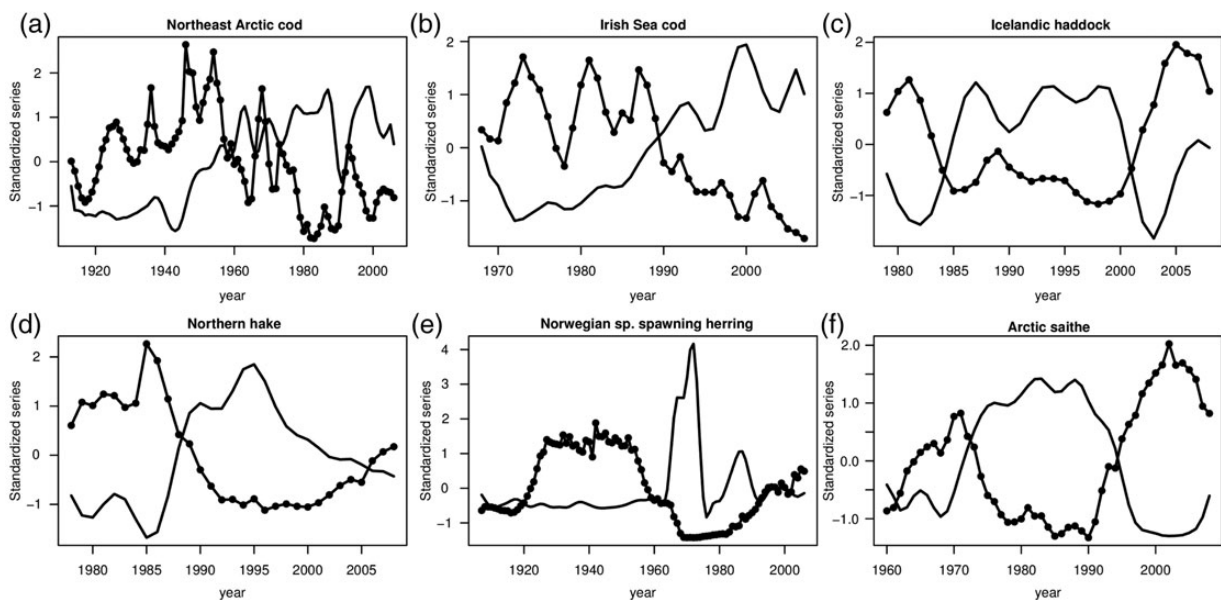 (a) Northeast Arctic cod
Standardized series
2
1
0
−1
1920 1940 1960 1980 2000
year
(b) Irish Sea cod
Standardized series
2
1
0
−1
1970 1980 1990 2000
year
(c) Icelandic haddock
Standardized series
2
1
0
−1
1980 1985 1990 1995 2000 2005
year
(d) Northern hake
Standardized series
2
1
0
−1
1980 1985 1990 1995 2000 2005
year
(e) Norwegian sp. spawning herring
Standardized series
4
3
2
1
0
−1
1920 1940 1960 1980 2000
year
(f) Arctic saithe
Standardized series
2.0
1.0
0.0
−1.0
1960 1970 1980 1990 2000
year